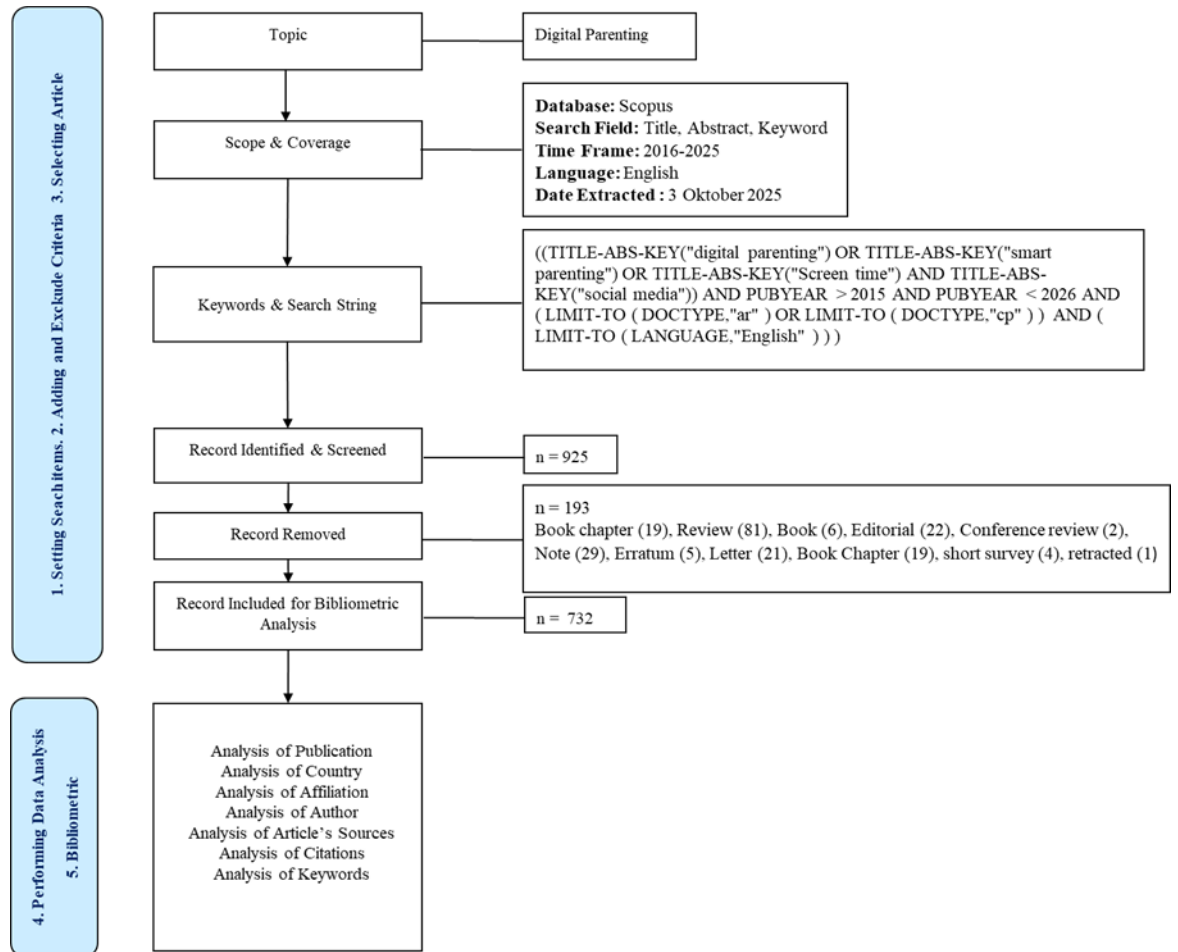 1. Setting Seach items. 2. Adding and Exckude Criteria 3. Selecting Article
Topic
Digital Parenting
Scope & Coverage
Database: Scopus
Search Field: Title, Abstract, Keyword
Time Frame: 2016-2025
Language: English
Date Extracted : 3 Oktober 2025
Keywords & Search String
((TITLE-ABS-KEY("digital parenting") OR TITLE-ABS-KEY("smart
parenting") OR TITLE-ABS-KEY("Screen time") AND TITLE-ABS-
KEY("social media")) AND PUBYEAR > 2015 AND PUBYEAR < 2026 AND
( LIMIT-TO ( DOCTYPE,"ar" ) OR LIMIT-TO ( DOCTYPE,"cp" ) ) AND (
LIMIT-TO ( LANGUAGE,"English" ) ) )
Record Identified & Screened
n = 925
Record Removed
n = 193
Book chapter (19), Review (81), Book (6), Editorial (22), Conference review (2),
Note (29), Erratum (5), Letter (21), Book Chapter (19), short survey (4), retracted (1)
Record Included for Bibliometric
Analysis
n = 732
4. Performing Data Analysis
5. Bibliometric
Analysis of Publication
Analysis of Country
Analysis of Affiliation
Analysis of Author
Analysis of Article's Sources
Analysis of Citations
Analysis of Keywords